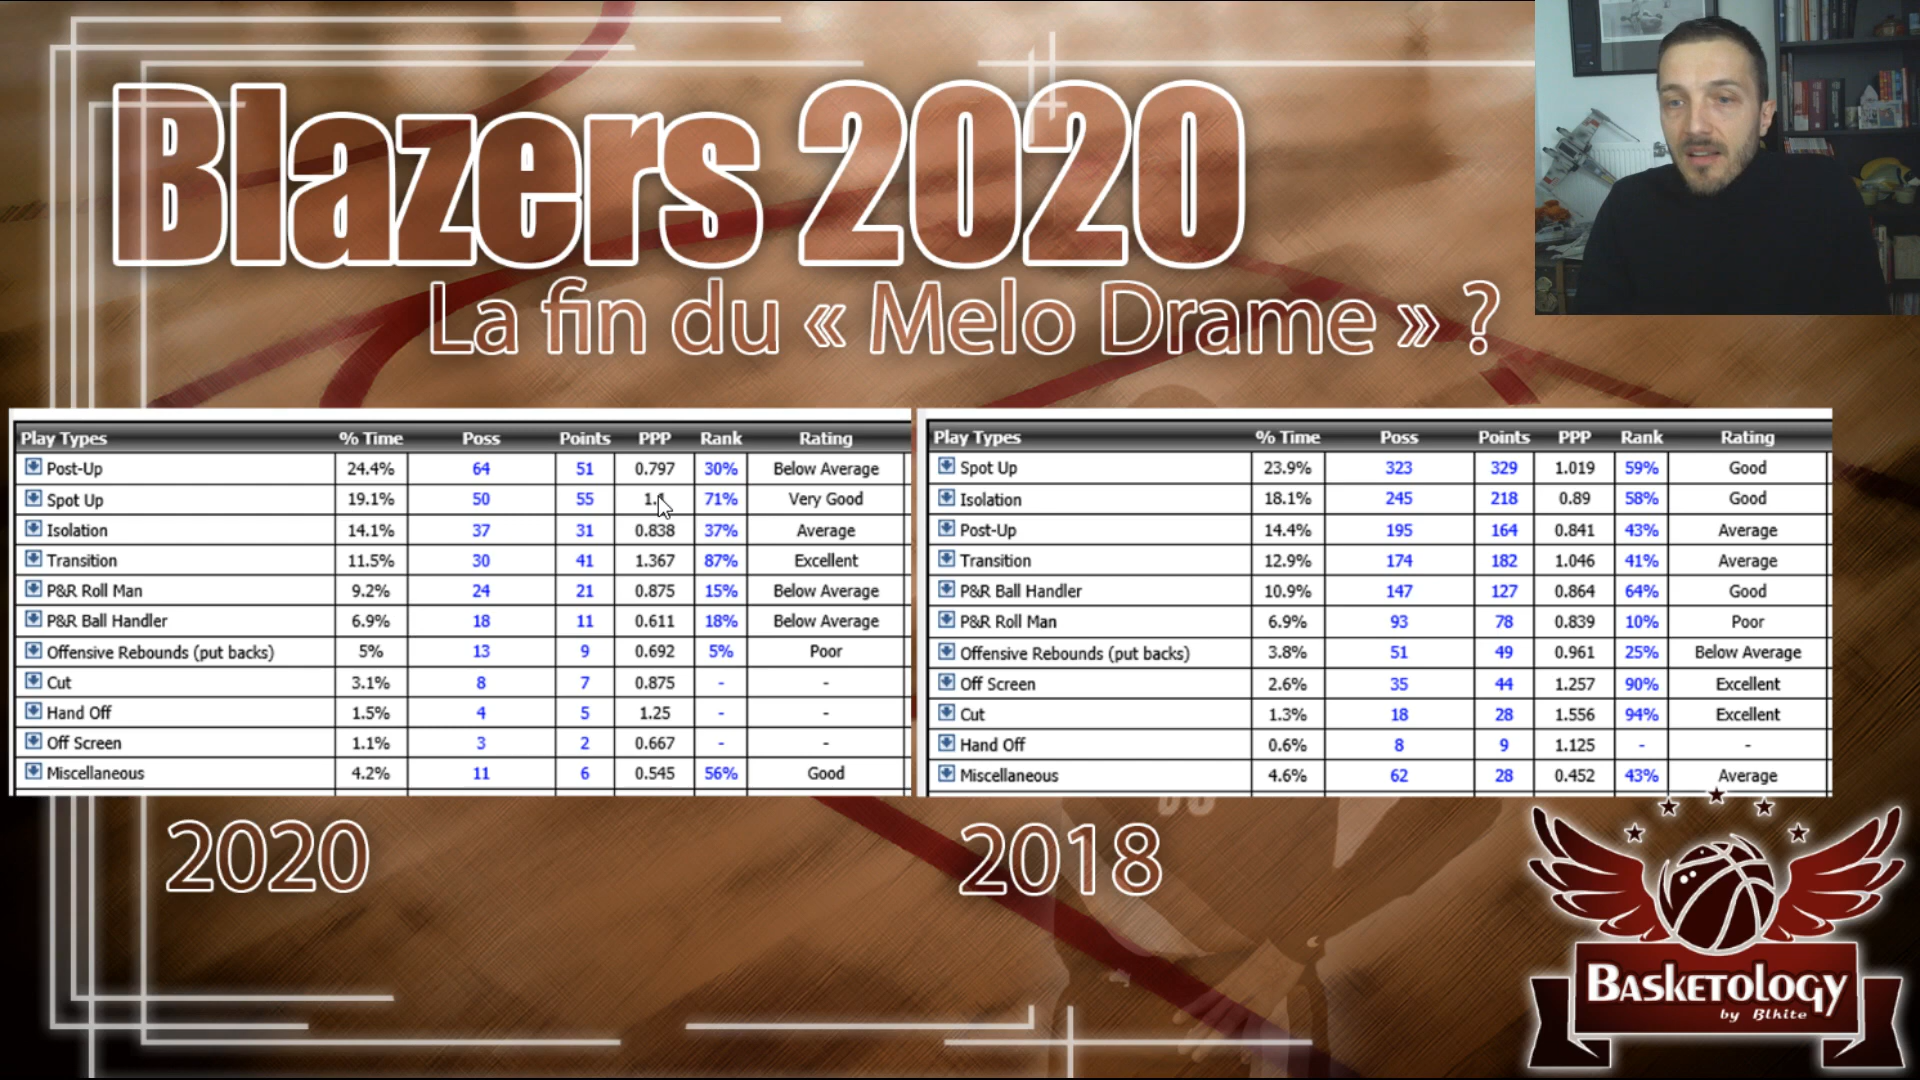 Blazers 2020
La fin du « Melo Drame » ?
Play Types % Time Poss Points PPP Rank Rating
Post-Up 24.4% 64 51 0.797 30% Below Average
Spot Up 19.1% 50 55 71% Very Good
Isolation 14.1% 37 31 0.838 37% Average
Transition 11.5% 30 41 1.367 87% Excellent
P&R Roll Man 9.2% 24 21 0.875 15% Below Average
P&R Ball Handler 6.9% 18 11 0.611 18% Below Average
Offensive Rebounds (put backs) 5% 13 9 0.692 5% Poor
Cut 3.1% 8 7 0.875 - -
Hand Off 1.5% 4 5 1.25 - -
Off Screen 1.1% 3 2 0.667 - -
Miscellaneous 4.2% 11 6 0.545 56% Good
2020
Play Types % Time Poss Points PPP Rank Rating
Spot Up 23.9% 323 329 1.019 59% Good
Isolation 18.1% 245 218 0.89 58% Good
Post-Up 14.4% 195 164 0.841 43% Average
Transition 12.9% 174 182 1.046 41% Average
P&R Ball Handler 10.9% 147 127 0.864 64% Good
P&R Roll Man 6.9% 93 78 0.839 10% Poor
Offensive Rebounds (put backs) 3.8% 51 49 0.961 25% Below Average
Off Screen 2.6% 35 44 1.257 90% Excellent
Cut 1.3% 18 28 1.556 94% Excellent
Hand Off 0.6% 8 9 1.125 - -
Miscellaneous 4.6% 62 28 0.452 43% Average
2018
Basketology
by Blhite